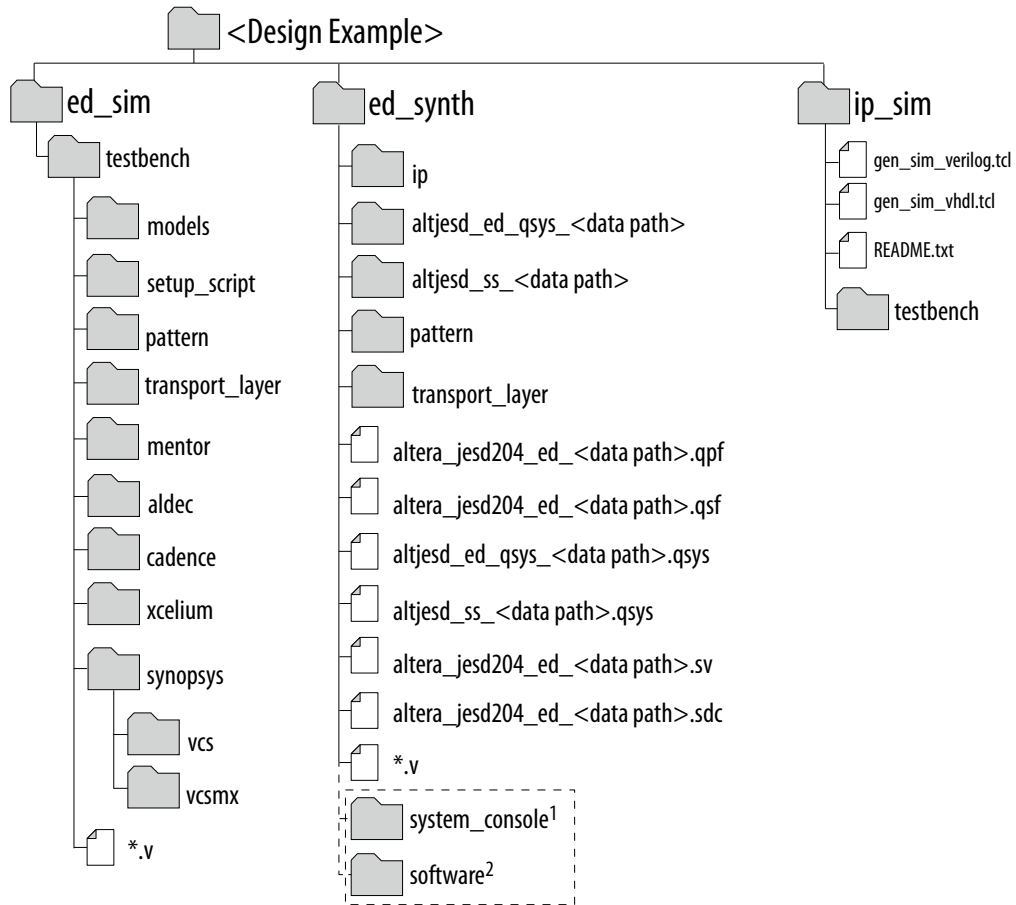 <Design Example>
ed_sim
testbench
models
setup_script
pattern
transport_layer
mentor
aldec
cadence
xcelium
synopsys
vcs
vcsmx
*.v
ed_synth
ip
altjesd_ed_qsys_<data path>
altjesd_ss_<data path>
pattern
transport_layer
altera_jesd204_ed_<data path>.qpf
altera_jesd204_ed_<data path>.qsf
altjesd_ed_qsys_<data path>.qsys
altjesd_ss_<data path>.qsys
altera_jesd204_ed_<data path>.sv
altera_jesd204_ed_<data path>.sdc
*.v
system_console1
software2
ip_sim
gen_sim_verilog.tcl
gen_sim_vhdl.tcl
README.txt
testbench